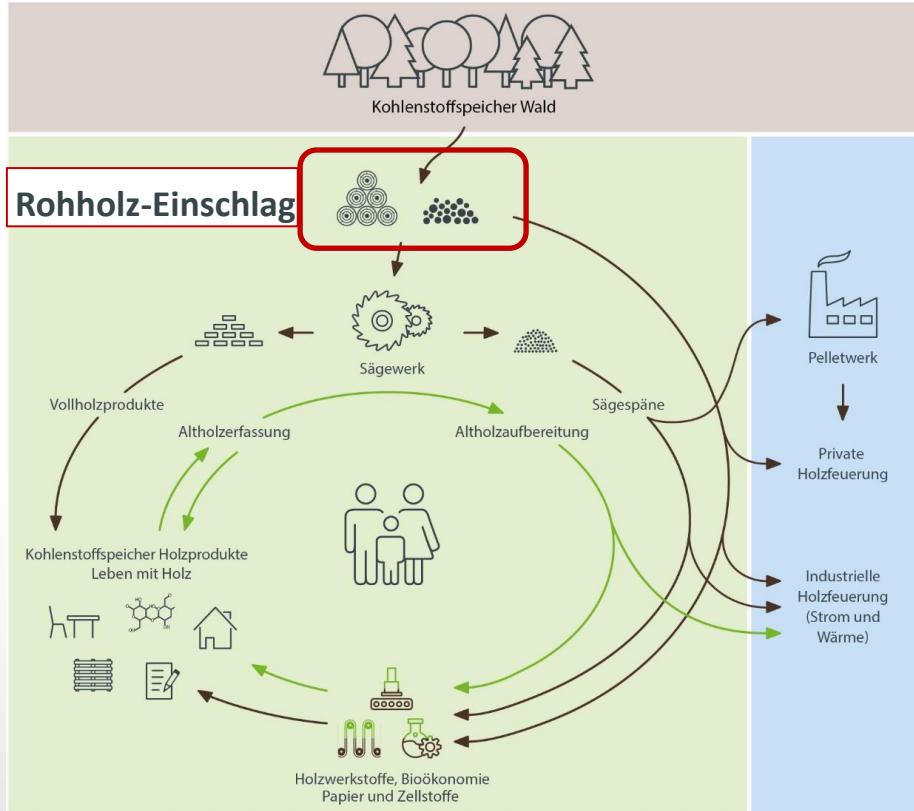 Kohlenstoffspeicher Wald
Rohholz-Einschlag
Sägewerk
Pelletwerk
Vollholzprodukte
Sägespäne
Altholzerfassung
Altholzaufbereitung
Private
Holzfeuerung
Kohlenstoffspeicher Holzprodukte
Leben mit Holz
Industrielle
Holzfeuerung
(Strom und
Wärme)
Holzwerkstoffe, Bioökonomie
Papier und Zellstoffe